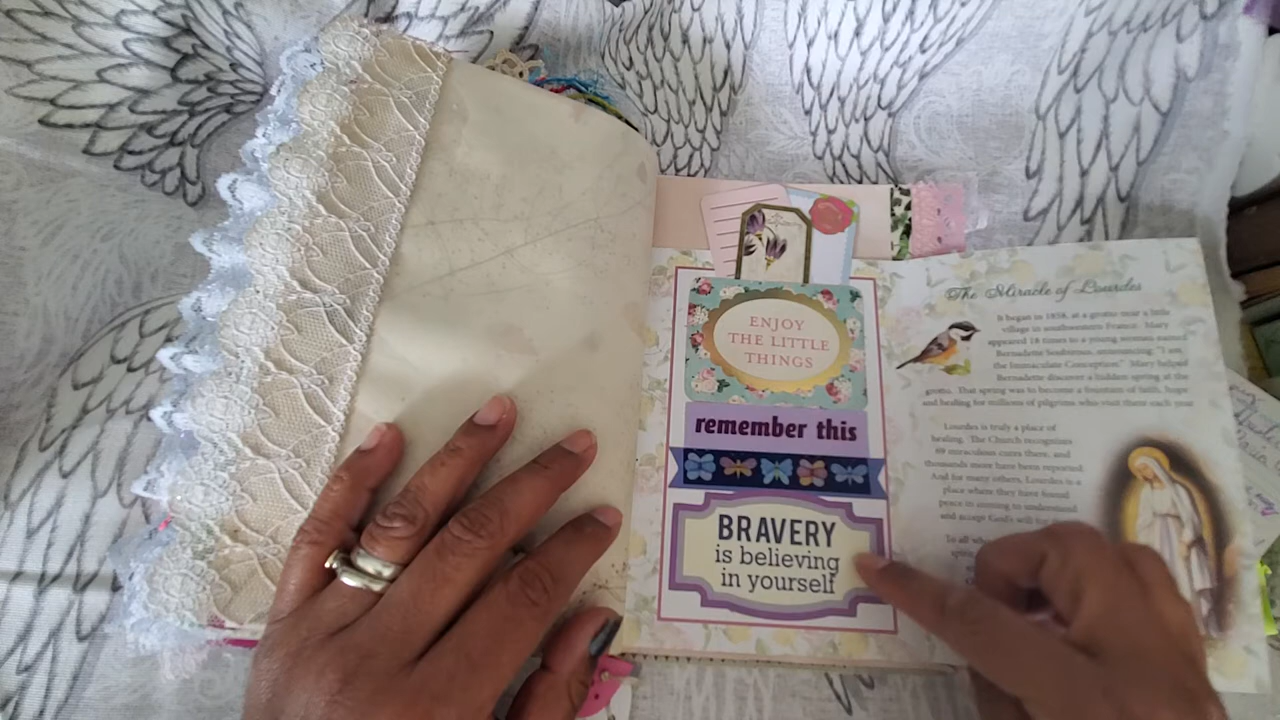 ENJOY
THE LITTLE
THINGS
remember this
BRAVERY
is believing
in yourself
The Miracle of Lourdes
It began in 1858, at a grotto near a little
village in southwestern France. Mary
appeared 18 times to a young woman named
Bernadette Soubirous, announcing, "I am
the Immaculate Conception." Mary helped
Bernadette discover a hidden spring at the
grotto. That spring was to become a fountain of faith, hope
and healing for millions of pilgrims who visit there each year
Lourdes is truly a place of
healing. The Church recognizes
69 miraculous cures there, and
thousands more have been reported.
And for many others, Lourdes is a
place where they have found
peace in coming to understand
and accept God's will for
To all wh